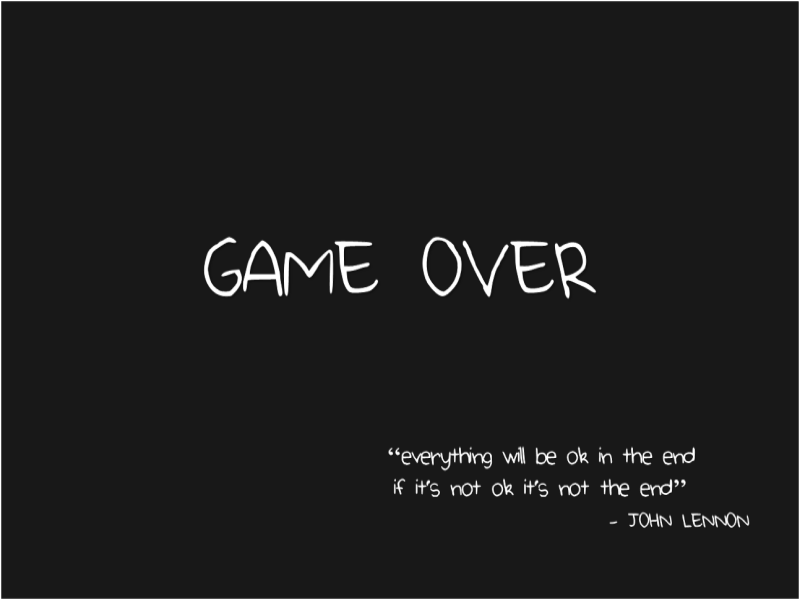 GAME OVER
“everything will be ok in the end
if it's not ok it's not the end”
- JOHN LENNON